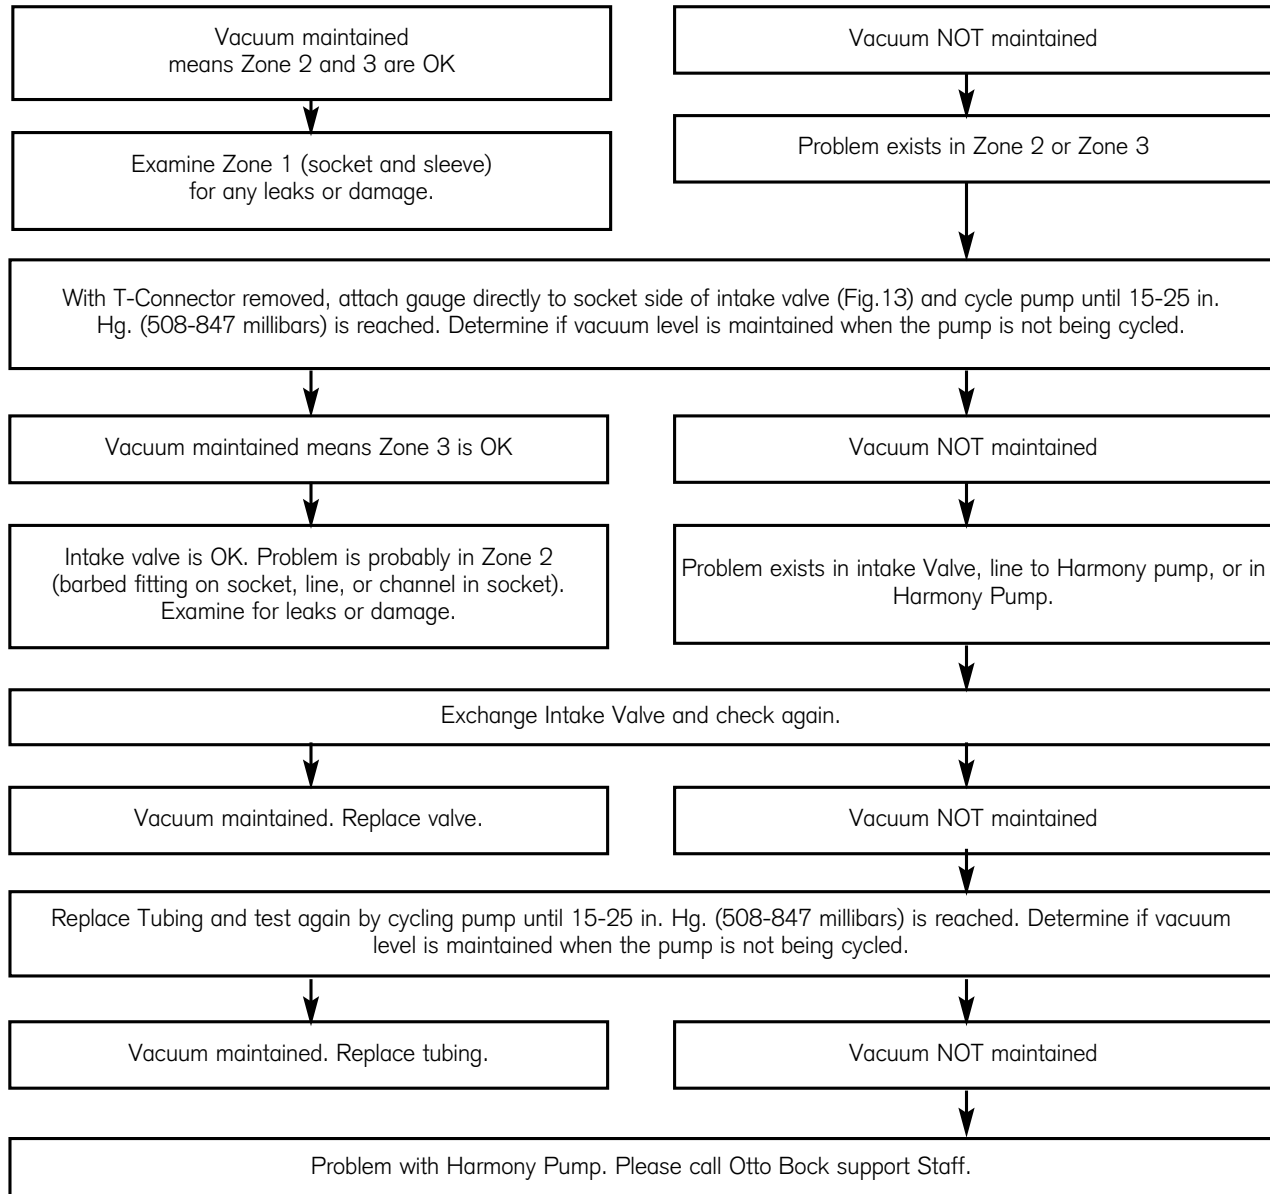 Vacuum maintained
means Zone 2 and 3 are OK
Vacuum NOT maintained
Examine Zone 1 (socket and sleeve)
for any leaks or damage.
Problem exists in Zone 2 or Zone 3
With T-Connector removed, attach gauge directly to socket side of intake valve (Fig.13) and cycle pump until 15-25 in.
Hg. (508-847 millibars) is reached. Determine if vacuum level is maintained when the pump is not being cycled.
Vacuum maintained means Zone 3 is OK
Vacuum NOT maintained
Intake valve is OK. Problem is probably in Zone 2
(barbed fitting on socket, line, or channel in socket).
Examine for leaks or damage.
Problem exists in intake Valve, line to Harmony pump, or in
Harmony Pump.
Exchange Intake Valve and check again.
Vacuum maintained. Replace valve.
Vacuum NOT maintained
Replace Tubing and test again by cycling pump until 15-25 in. Hg. (508-847 millibars) is reached. Determine if vacuum
level is maintained when the pump is not being cycled.
Vacuum maintained. Replace tubing.
Vacuum NOT maintained
Problem with Harmony Pump. Please call Otto Bock support Staff.